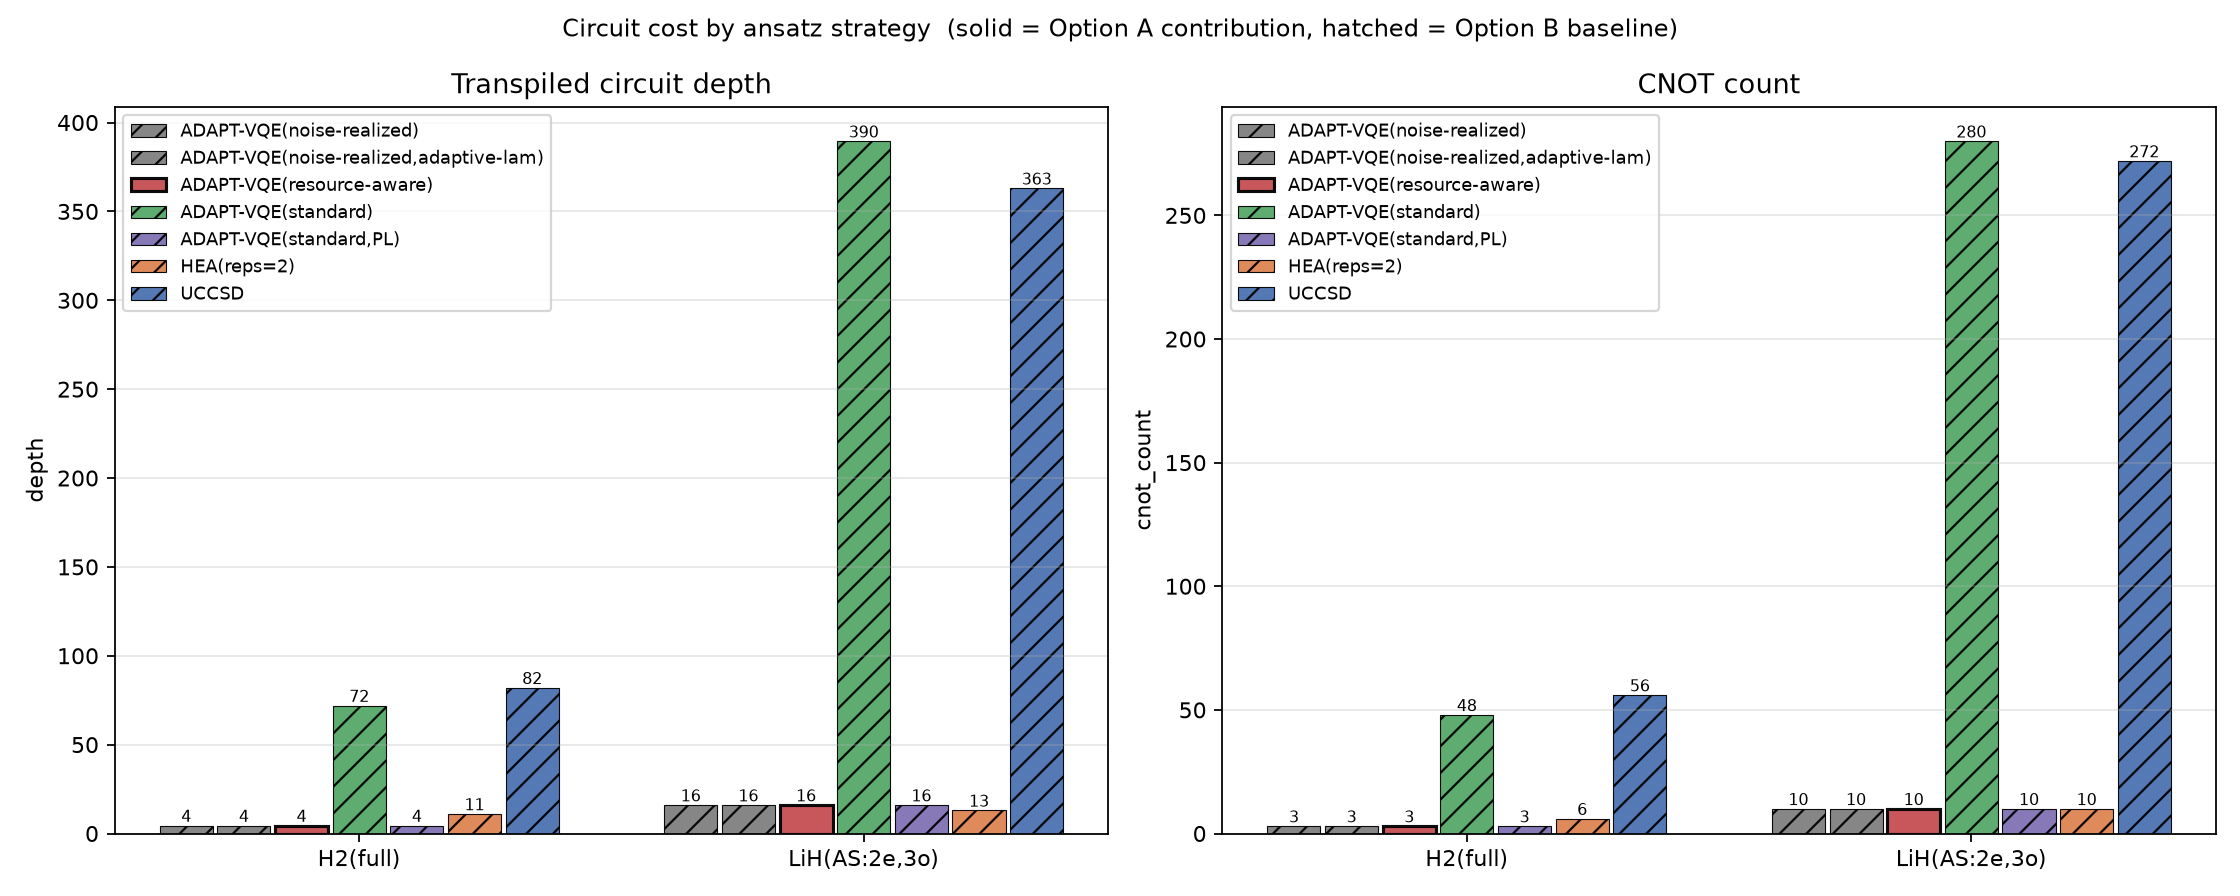 Circuit cost by ansatz strategy  (solid = Option A contribution, hatched = Option B baseline)
Transpiled circuit depth
depth
400
350
300
250
200
150
100
50
0
ADAPT-VQE(noise-realized)
ADAPT-VQE(noise-realized,adaptive-lam)
ADAPT-VQE(resource-aware)
ADAPT-VQE(standard)
ADAPT-VQE(standard,PL)
HEA(reps=2)
UCCSD
4 4 4 72 4 11 82
16 16 16 390 16 13 363
H2(full)
LiH(AS:2e,3o)
CNOT count
cnot_count
250
200
150
100
50
0
ADAPT-VQE(noise-realized)
ADAPT-VQE(noise-realized,adaptive-lam)
ADAPT-VQE(resource-aware)
ADAPT-VQE(standard)
ADAPT-VQE(standard,PL)
HEA(reps=2)
UCCSD
3 3 3 48 3 6 56
10 10 10 280 10 10 272
H2(full)
LiH(AS:2e,3o)